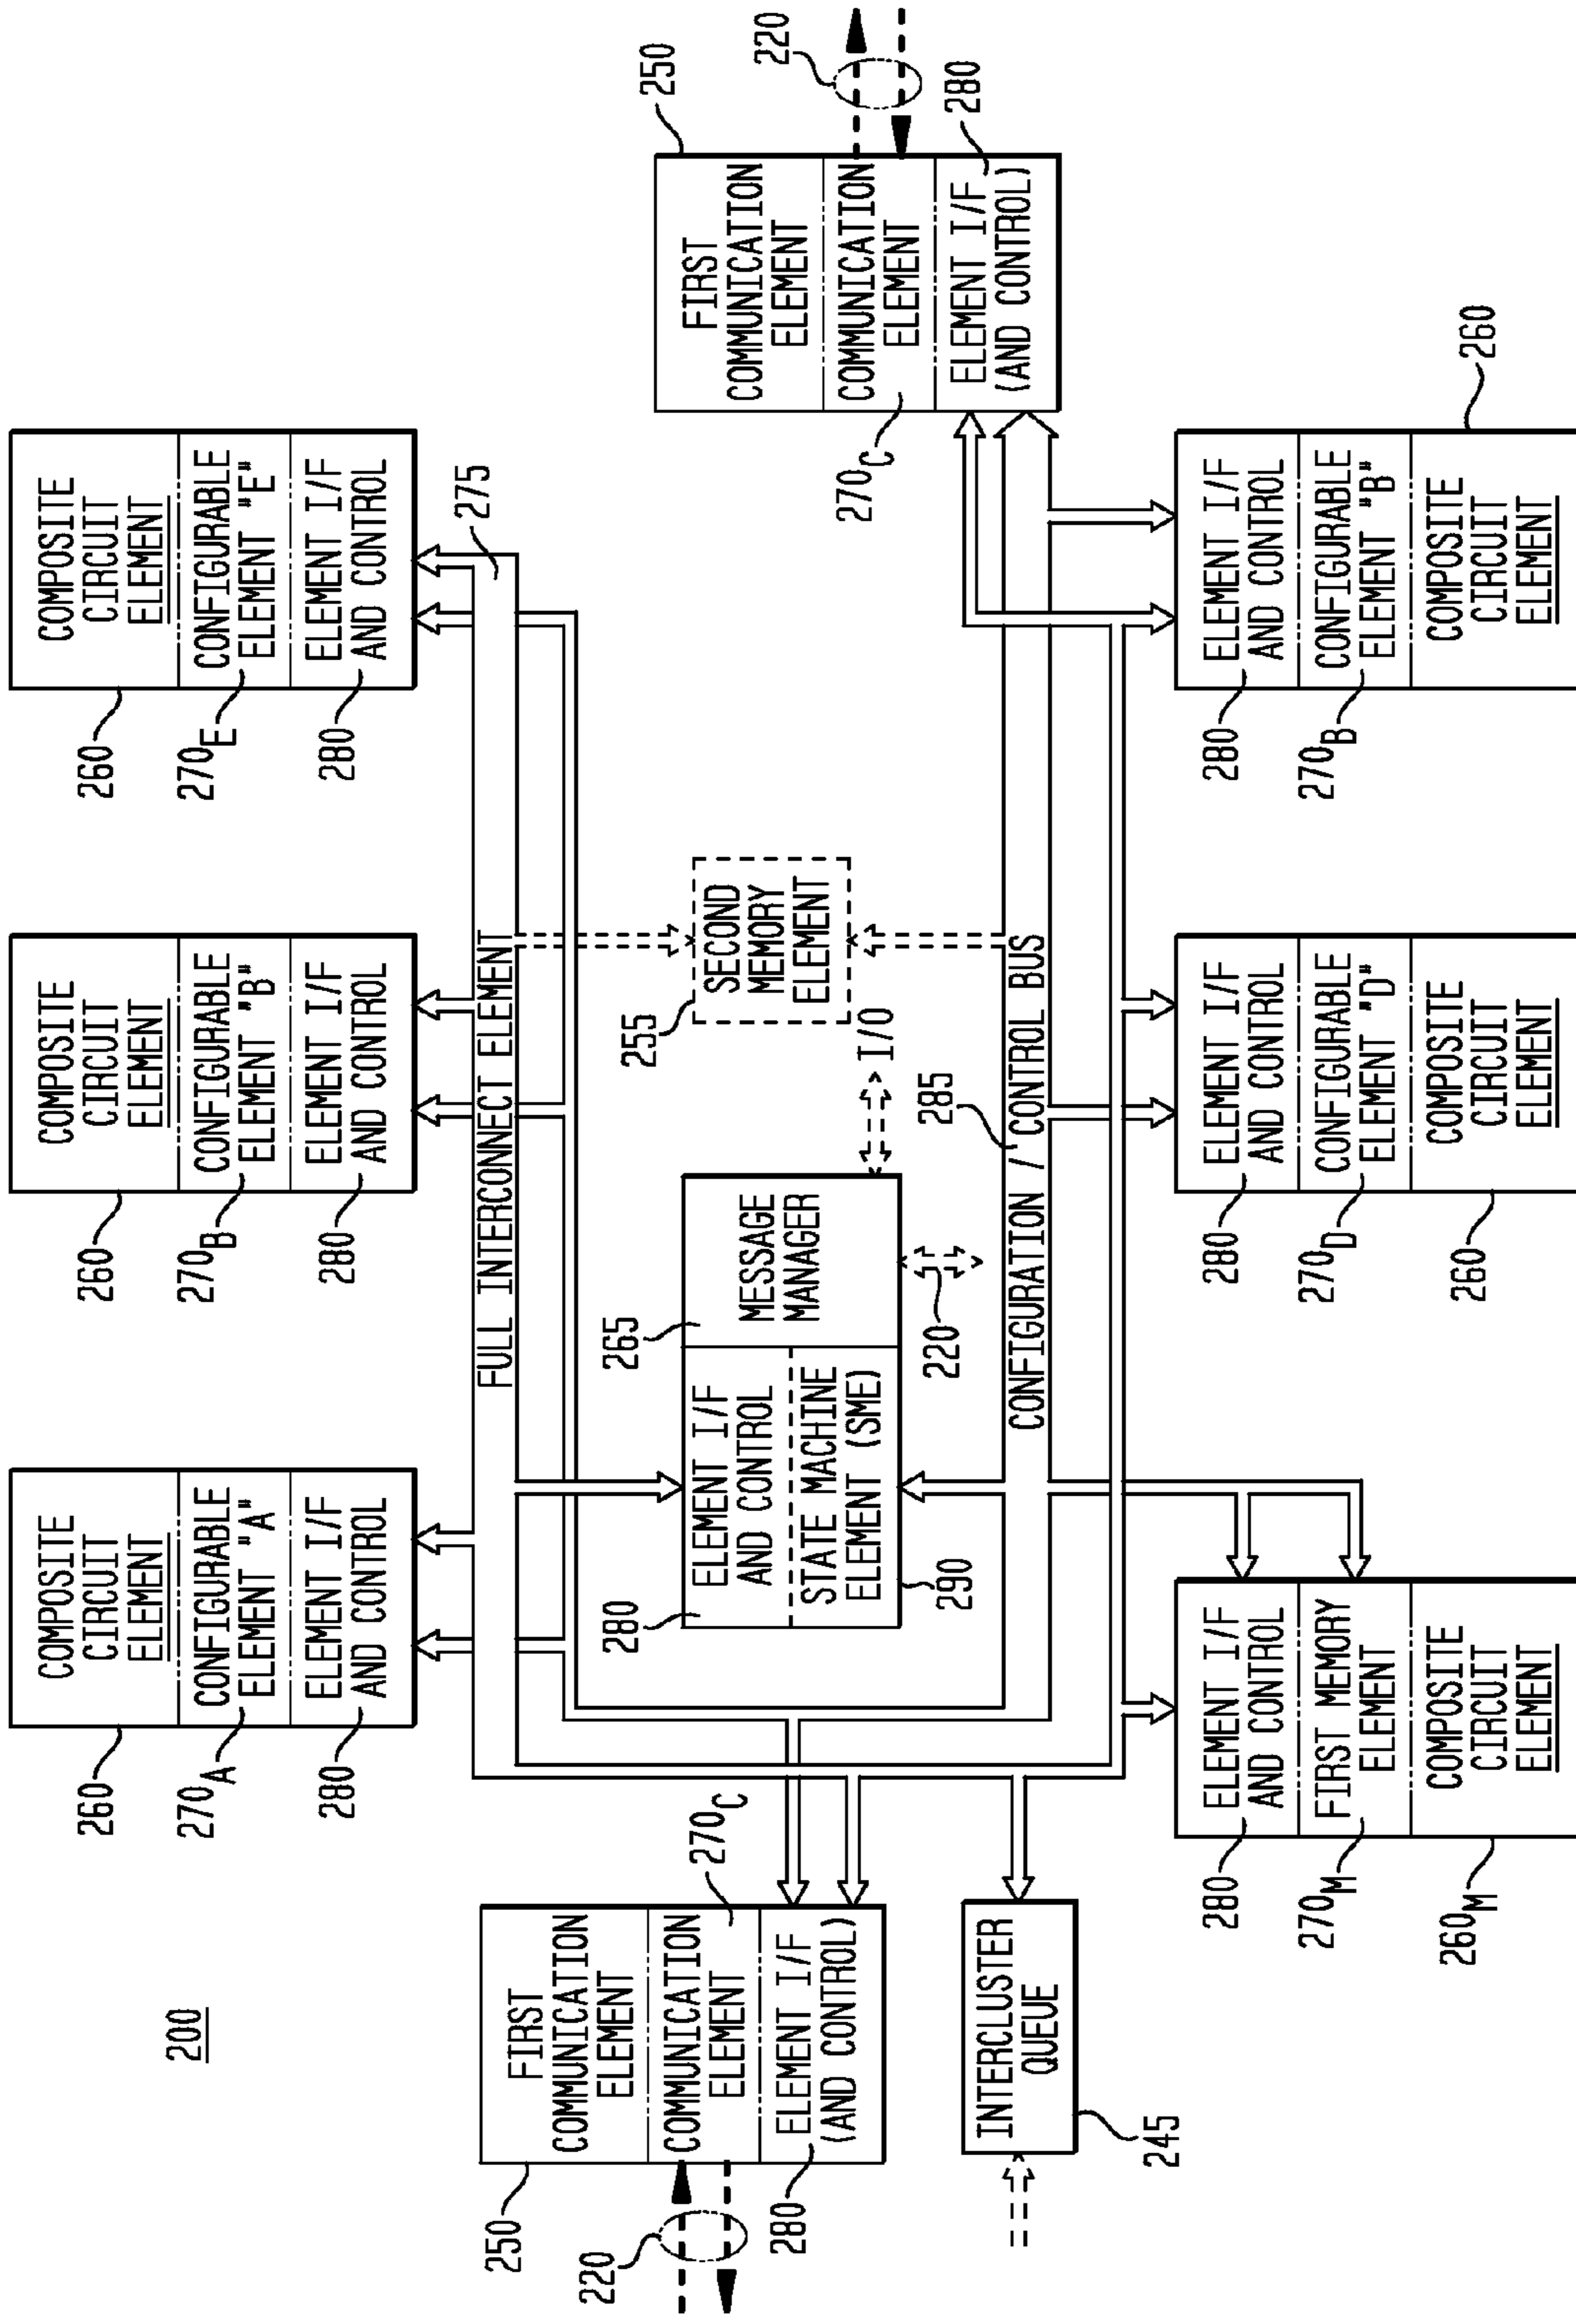 200
COMPOSITE
CIRCUIT
ELEMENT
CONFIGURABLE
ELEMENT "A"
ELEMENT I/F
AND CONTROL
260
270A
280
COMPOSITE
CIRCUIT
ELEMENT
CONFIGURABLE
ELEMENT "B"
ELEMENT I/F
AND CONTROL
260
270B
280
COMPOSITE
CIRCUIT
ELEMENT
CONFIGURABLE
ELEMENT "E"
ELEMENT I/F
AND CONTROL
260
270E
280
FULL INTERCONNECT ELEMENT
275
FIRST
COMMUNICATION
ELEMENT
COMMUNICATION
ELEMENT
ELEMENT I/F
(AND CONTROL)
250
220
280
270C
ELEMENT I/F
AND CONTROL
STATE MACHINE
ELEMENT (SME)
MESSAGE
MANAGER
280
290
265
220
I/O
SECOND
MEMORY
ELEMENT
255
FIRST
COMMUNICATION
ELEMENT
COMMUNICATION
ELEMENT
ELEMENT I/F
(AND CONTROL)
250
220
280
270C
CONFIGURATION / CONTROL BUS
285
INTERCLUSTER
QUEUE
245
ELEMENT I/F
AND CONTROL
FIRST MEMORY
ELEMENT
COMPOSITE
CIRCUIT
ELEMENT
280
270M
260M
ELEMENT I/F
AND CONTROL
CONFIGURABLE
ELEMENT "D"
COMPOSITE
CIRCUIT
ELEMENT
280
270D
260
ELEMENT I/F
AND CONTROL
CONFIGURABLE
ELEMENT "B"
COMPOSITE
CIRCUIT
ELEMENT
280
270B
260